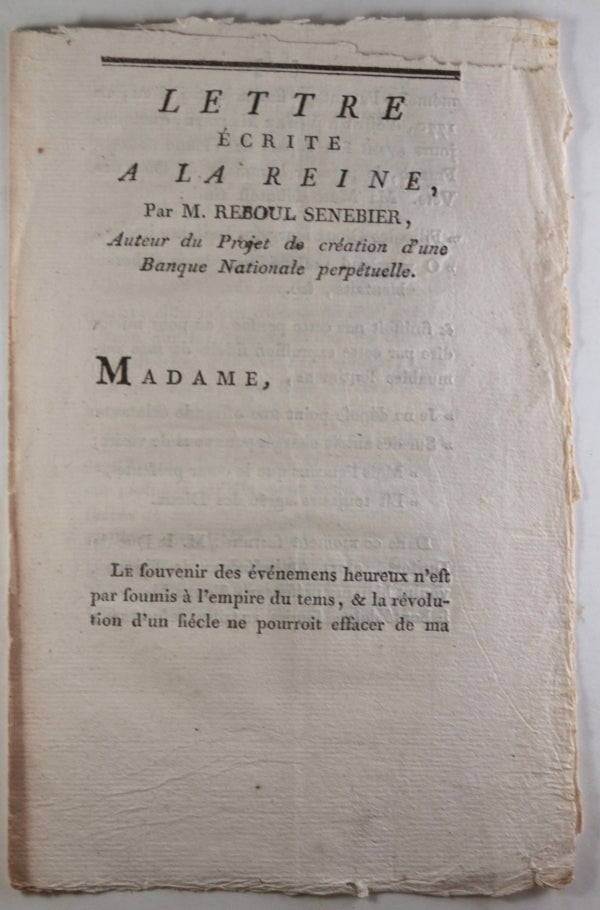 LETTRE
ÉCRITE
A LA REINE,
Par M. REBOUL SENEBIER,
Auteur du Projet de création d'une
Banque Nationale perpétuelle.
MADAME,
LE ſouvenir des événemens heureux n'eſt
par ſoumis à l'empire du tems, & la révolu-
tion d'un ſiécle ne pourroit effacer de ma